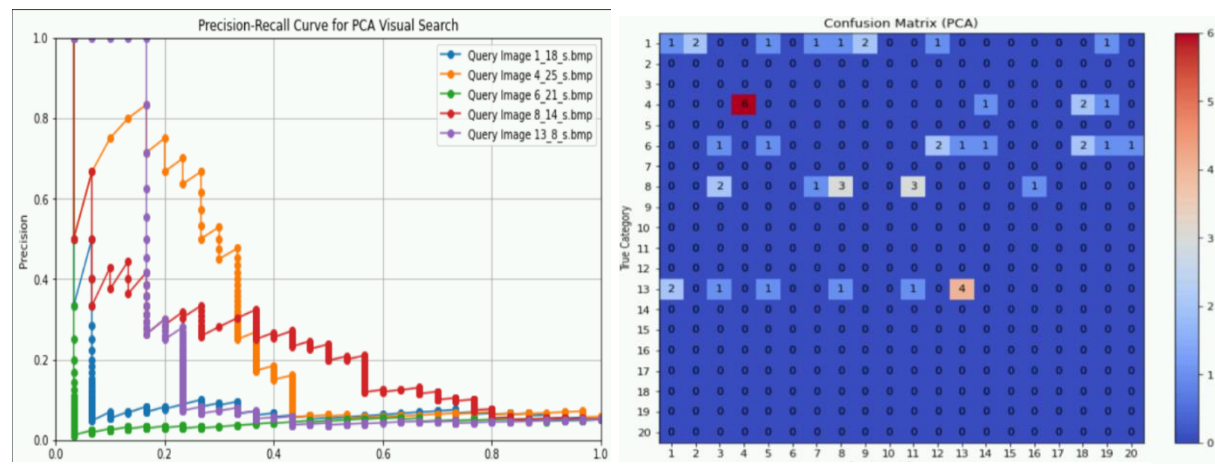 Precision-Recall Curve for PCA Visual Search
Query Image 1_18_s.bmp
Query Image 4_25_s.bmp
Query Image 6_21_s.bmp
Query Image 8_14_s.bmp
Query Image 13_8_s.bmp
Precision
1.0
0.8
0.6
0.4
0.2
0.0
0.0 0.2 0.4 0.6 0.8 1.0
Confusion Matrix (PCA)
True Category
1 1 2 0 0 1 0 1 1 2 0 0 1 0 0 0 0 0 0 1 0
2 0 0 0 0 0 0 0 0 0 0 0 0 0 0 0 0 0 0 0 0
3 0 0 0 0 0 0 0 0 0 0 0 0 0 0 0 0 0 0 0 0
4 0 0 0 6 0 0 0 0 0 0 0 0 0 1 0 0 0 2 1 0
5 0 0 0 0 0 0 0 0 0 0 0 0 0 0 0 0 0 0 0 0
6 0 0 1 0 1 0 0 0 0 0 0 2 1 1 0 0 0 2 1 1
7 0 0 0 0 0 0 0 0 0 0 0 0 0 0 0 0 0 0 0 0
8 0 0 2 0 0 0 1 3 0 0 3 0 0 0 0 1 0 0 0 0
9 0 0 0 0 0 0 0 0 0 0 0 0 0 0 0 0 0 0 0 0
10 0 0 0 0 0 0 0 0 0 0 0 0 0 0 0 0 0 0 0 0
11 0 0 0 0 0 0 0 0 0 0 0 0 0 0 0 0 0 0 0 0
12 0 0 0 0 0 0 0 0 0 0 0 0 0 0 0 0 0 0 0 0
13 2 0 1 0 1 0 0 1 0 0 1 0 4 0 0 0 0 0 0 0
14 0 0 0 0 0 0 0 0 0 0 0 0 0 0 0 0 0 0 0 0
15 0 0 0 0 0 0 0 0 0 0 0 0 0 0 0 0 0 0 0 0
16 0 0 0 0 0 0 0 0 0 0 0 0 0 0 0 0 0 0 0 0
17 0 0 0 0 0 0 0 0 0 0 0 0 0 0 0 0 0 0 0 0
18 0 0 0 0 0 0 0 0 0 0 0 0 0 0 0 0 0 0 0 0
19 0 0 0 0 0 0 0 0 0 0 0 0 0 0 0 0 0 0 0 0
20 0 0 0 0 0 0 0 0 0 0 0 0 0 0 0 0 0 0 0 0
1 2 3 4 5 6 7 8 9 10 11 12 13 14 15 16 17 18 19 20
6
5
4
3
2
1
0